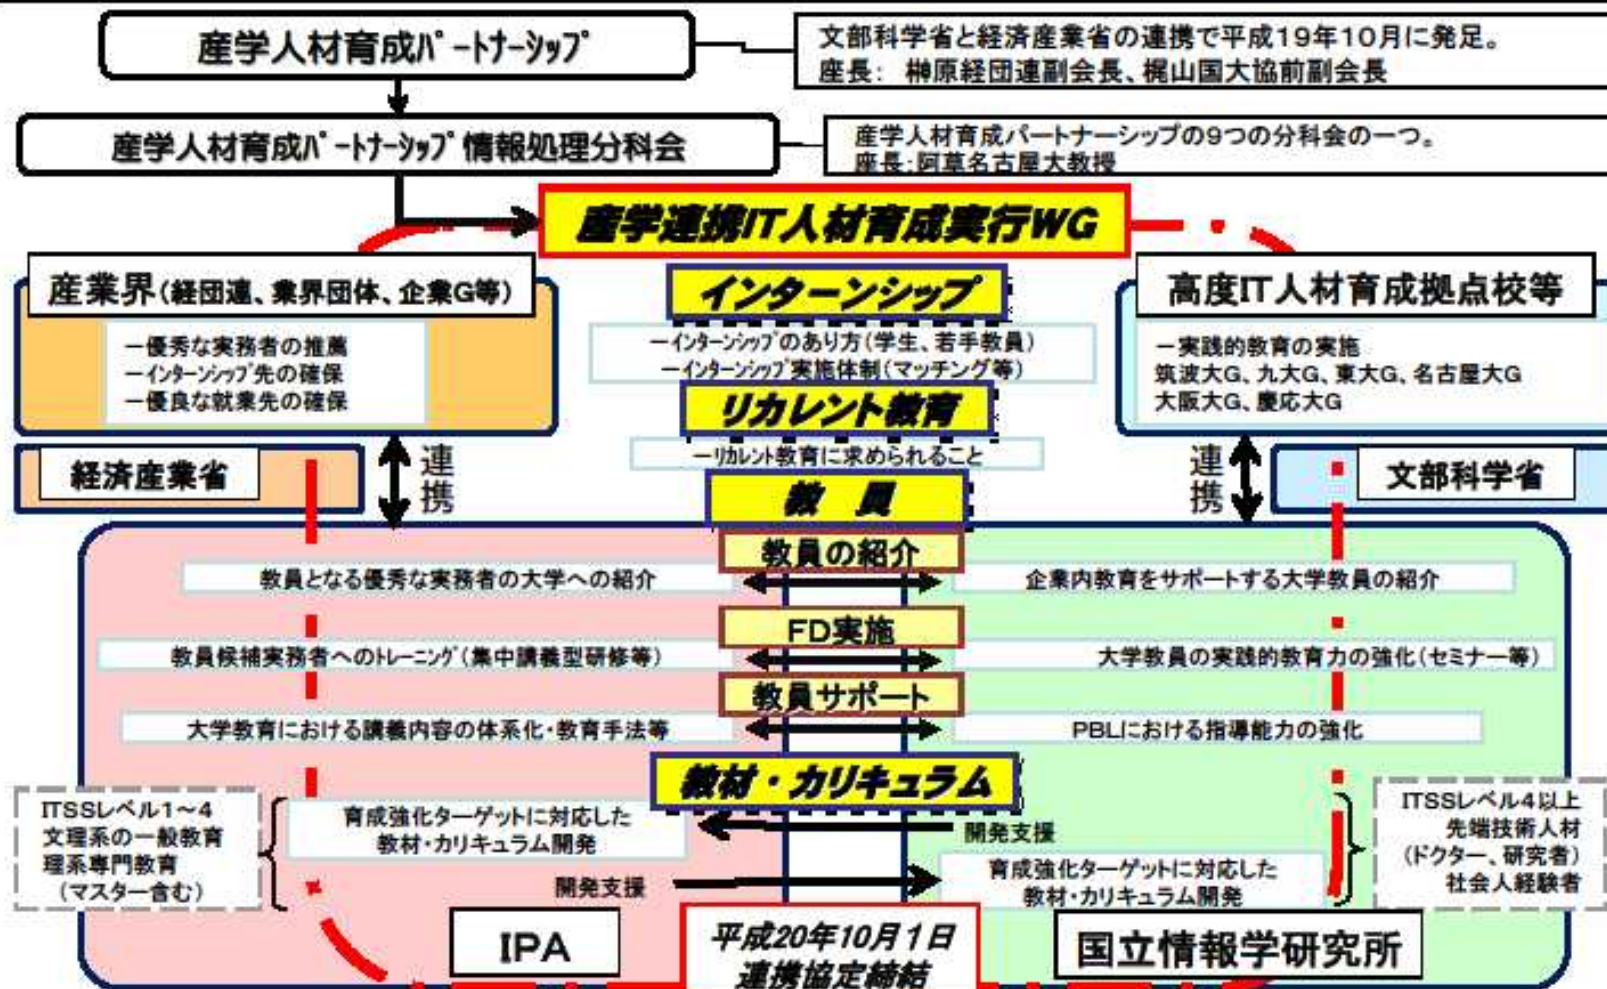 産学人材育成ﾊﾟｰﾄﾅｰｼｯﾌﾟ
文部科学省と経済産業省の連携で平成19年10月に発足。
座長： 榊原経団連副会長、梶山国大協前副会長
産学人材育成ﾊﾟｰﾄﾅｰｼｯﾌﾟ情報処理分科会
産学人材育成パートナーシップの9つの分科会の一つ。
座長:阿草名古屋大教授
産学連携IT人材育成実行WG
産業界(経団連、業界団体、企業G等)
－優秀な実務者の推薦
－ｲﾝﾀｰﾝｼｯﾌﾟ先の確保
－優良な就業先の確保
インターンシップ
－ｲﾝﾀｰﾝｼｯﾌﾟのあり方(学生、若手教員)
－ｲﾝﾀｰﾝｼｯﾌﾟ実施体制(マッチング等)
高度IT人材育成拠点校等
－実践的教育の実施
筑波大G、九大G、東大G、名古屋大G
大阪大G、慶応大G
リカレント教育
－ﾘｶﾚﾝﾄ教育に求められること
経済産業省
連携
連携
文部科学省
教 員
教員の紹介
教員となる優秀な実務者の大学への紹介
企業内教育をサポートする大学教員の紹介
FD実施
教員候補実務者へのﾄﾚｰﾆﾝｸﾞ(集中講義型研修等)
大学教員の実践的教育力の強化(セミナー等)
教員サポート
大学教育における講義内容の体系化・教育手法等
PBLにおける指導能力の強化
教材・カリキュラム
ITSSレベル1～4
文理系の一般教育
理系専門教育
(マスター含む)
育成強化ターゲットに対応した
教材・カリキュラム開発
開発支援
開発支援
育成強化ターゲットに対応した
教材・カリキュラム開発
ITSSレベル4以上
先端技術人材
(ドクター、研究者)
社会人経験者
IPA
平成20年10月1日
連携協定締結
国立情報学研究所